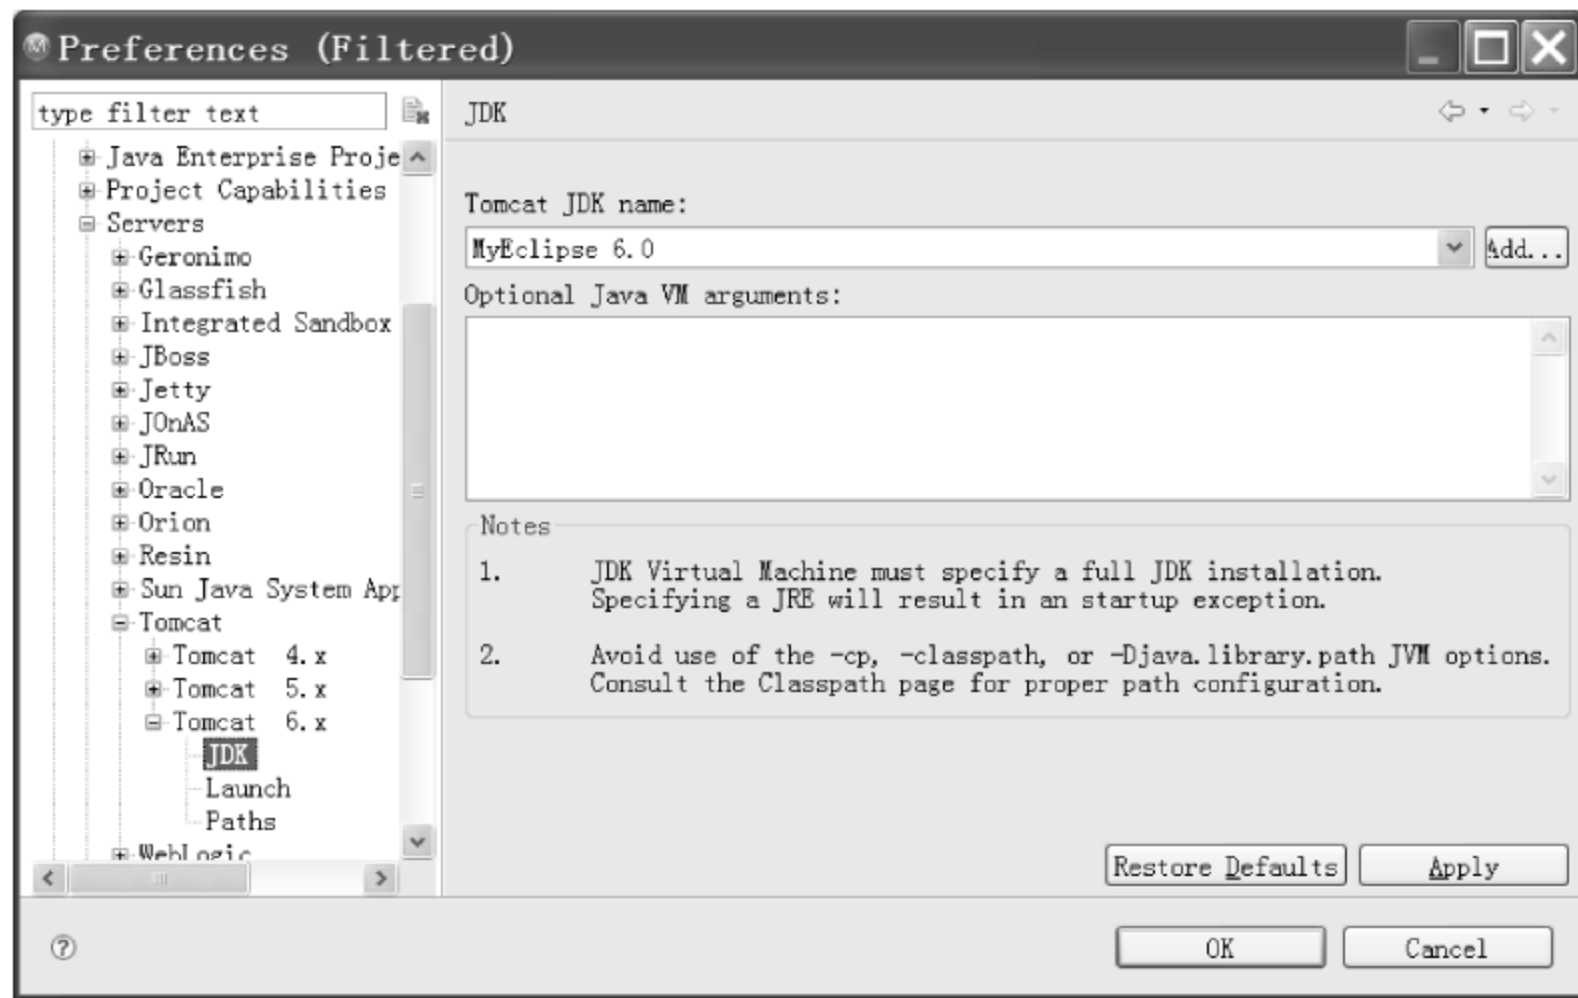 Preferences (Filtered)
type filter text
Java Enterprise Proje
Project Capabilities
Servers
Geronimo
Glassfish
Integrated Sandbox
JBoss
Jetty
JOnAS
JRun
Oracle
Orion
Resin
Sun Java System App
Tomcat
Tomcat 4.x
Tomcat 5.x
Tomcat 6.x
JDK
Launch
Paths
WebLogic
JDK
Tomcat JDK name:
MyEclipse 6.0
Add...
Optional Java VM arguments:
Notes
1. JDK Virtual Machine must specify a full JDK installation.
Specifying a JRE will result in an startup exception.
2. Avoid use of the -cp, -classpath, or -Djava.library.path JVM options.
Consult the Classpath page for proper path configuration.
Restore Defaults
Apply
OK
Cancel